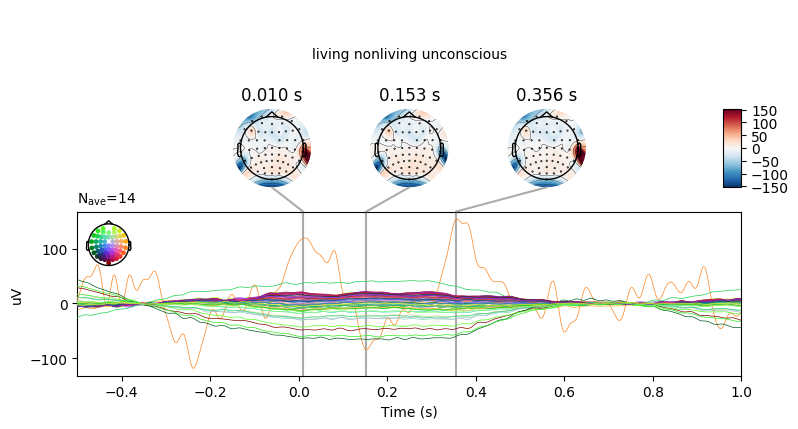 living nonliving unconscious
0.010 s 0.153 s 0.356 s
150
100
50
0
−50
−100
−150
Nave=14
100
0
−100
uV
−0.4 −0.2 0.0 0.2 0.4 0.6 0.8 1.0
Time (s)